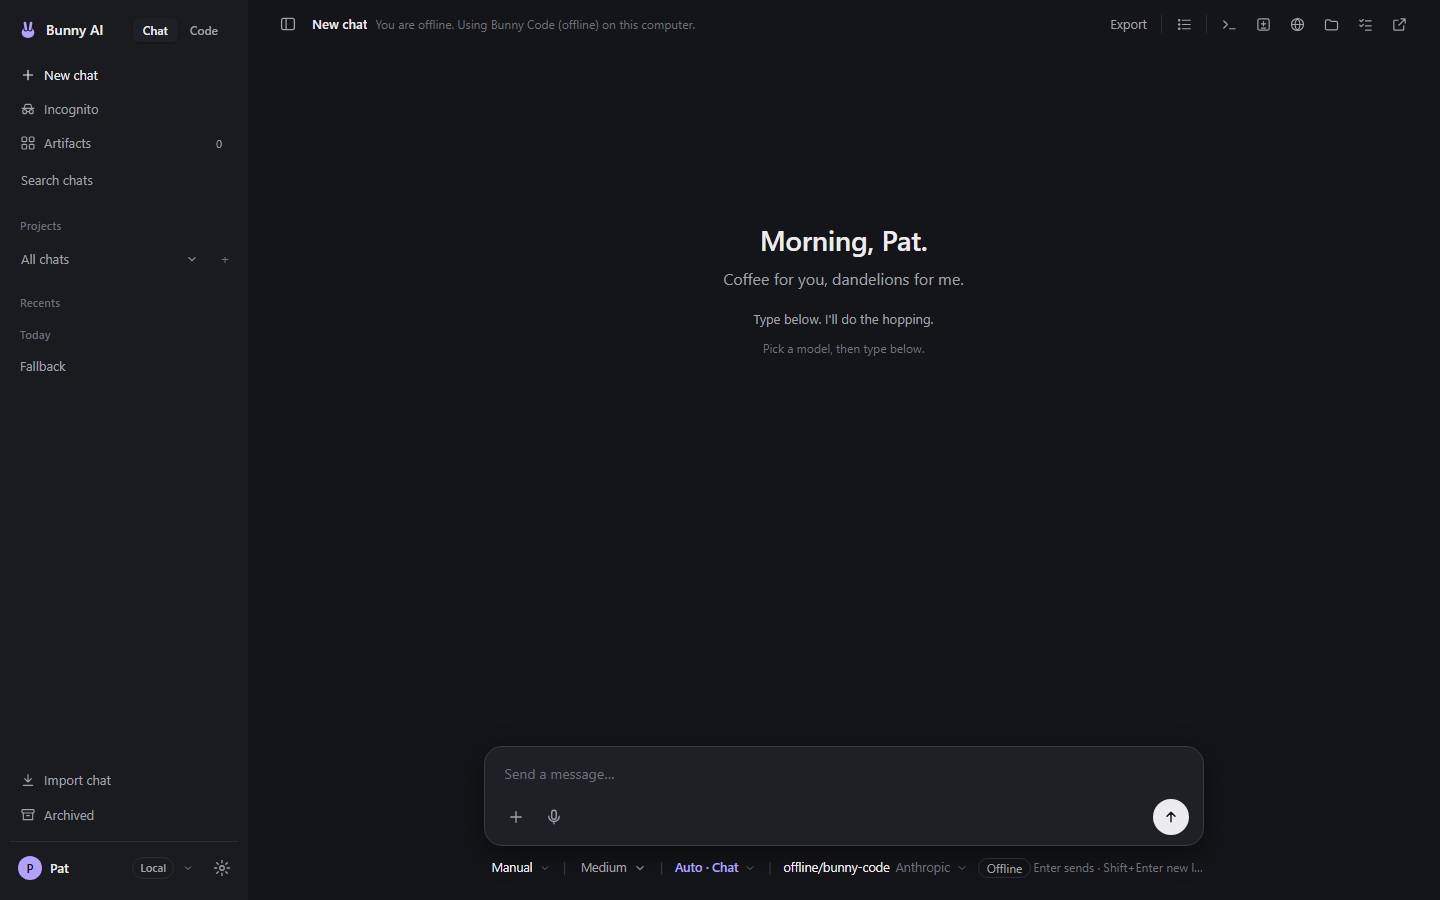 Bunny AI
Chat
Code
New chat
Incognito
Artifacts
0
Search chats
Projects
All chats
+
Recents
Today
Fallback
Import chat
Archived
P
Pat
Local
New chat
You are offline. Using Bunny Code (offline) on this computer.
Export
Morning, Pat.
Coffee for you, dandelions for me.
Type below. I'll do the hopping.
Pick a model, then type below.
Send a message...
Manual
Medium
Auto · Chat
offline/bunny-code Anthropic
Offline
Enter sends · Shift+Enter new l...